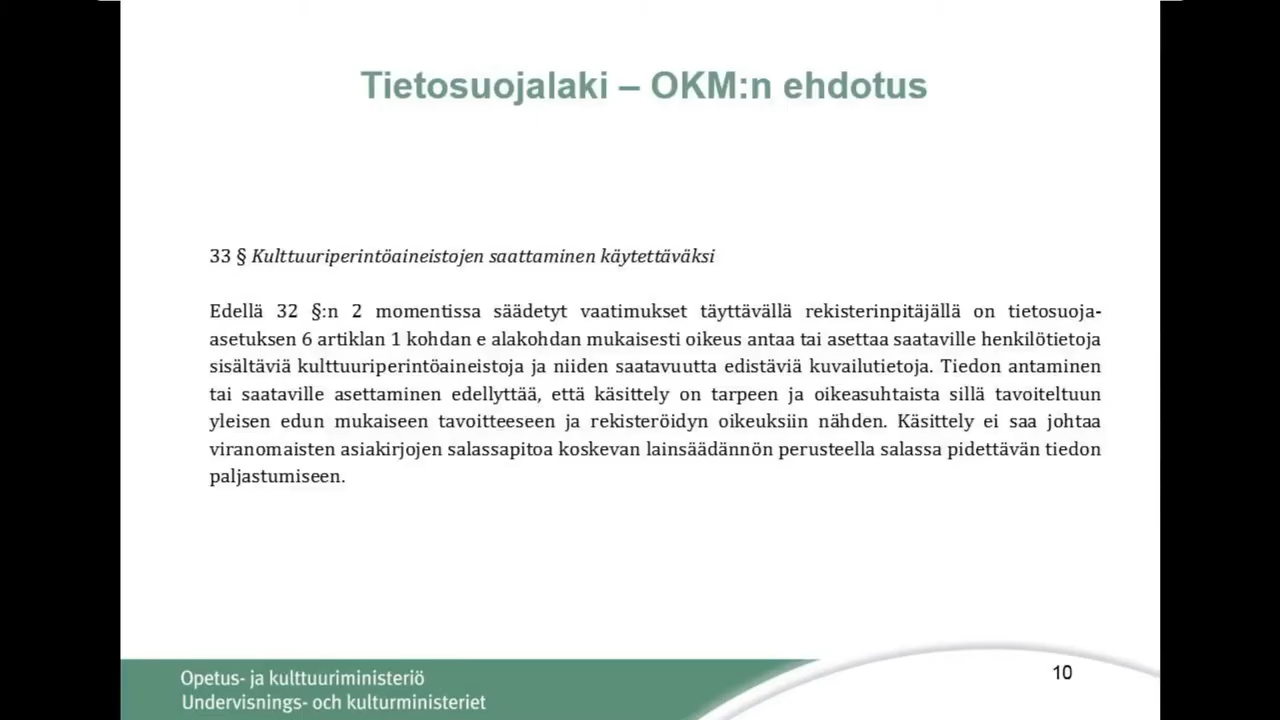 Tietosuojalaki – OKM:n ehdotus
33 § Kulttuuriperintöaineistojen saattaminen käytettäväksi
Edellä 32 §:n 2 momentissa säädetyt vaatimukset täyttävällä rekisterinpitäjällä on tietosuoja-
asetuksen 6 artiklan 1 kohdan e alakohdan mukaisesti oikeus antaa tai asettaa saataville henkilötietoja
sisältäviä kulttuuriperintöaineistoja ja niiden saatavuutta edistäviä kuvailutietoja. Tiedon antaminen
tai saataville asettaminen edellyttää, että käsittely on tarpeen ja oikeasuhtaista sillä tavoiteltuun
yleisen edun mukaiseen tavoitteeseen ja rekisteröidyn oikeuksiin nähden. Käsittely ei saa johtaa
viranomaisten asiakirjojen salassapitoa koskevan lainsäädännön perusteella salassa pidettävän tiedon
paljastumiseen.
Opetus- ja kulttuuriministeriö
Undervisnings- och kulturministeriet
10